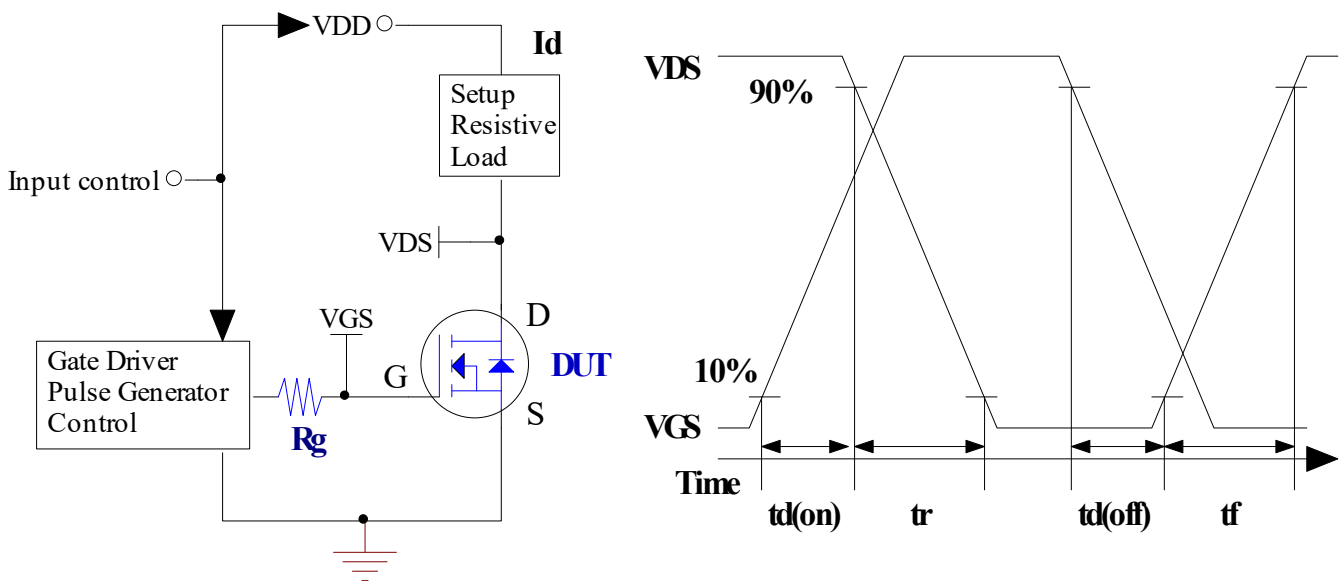 VDD
Id
Setup
Resistive
Load
Input control
VDS
VGS
D
DUT
G
S
Gate Driver
Pulse Generator
Control
Rg
VDS
90%
10%
VGS
Time
td(on)
tr
td(off)
tf